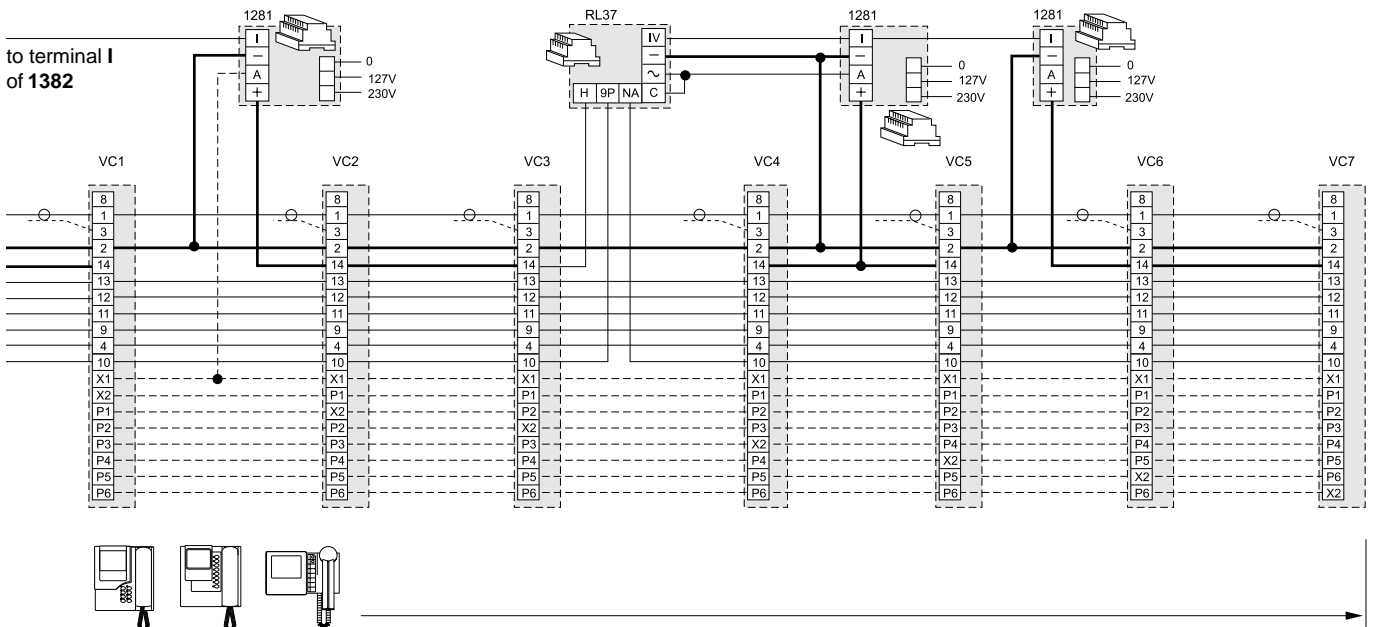 1281 RL37 1281 1281
to terminal I
of 1382
I I V I I
– – – –
A ~ A A
+ H 9P NA C + +
0 0 0
127V 127V 127V
230V 230V 230V
VC1 VC2 VC3 VC4 VC5 VC6 VC7
8 8 8 8 8 8 8
1 1 1 1 1 1 1
3 3 3 3 3 3 3
2 2 2 2 2 2 2
14 14 14 14 14 14 14
13 13 13 13 13 13 13
12 12 12 12 12 12 12
11 11 11 11 11 11 11
9 9 9 9 9 9 9
4 4 4 4 4 4 4
10 10 10 10 10 10 10
X1 X1 X1 X1 X1 X1 X1
X2 P1 P1 P1 P1 P1 P1
P1 X2 P2 P2 P2 P2 P2
P2 P2 X2 P3 P3 P3 P3
P3 P3 P3 X2 P4 P4 P4
P4 P4 P4 P4 X2 P5 P5
P5 P5 P5 P5 P5 X2 P6
P6 P6 P6 P6 P6 P6 X2